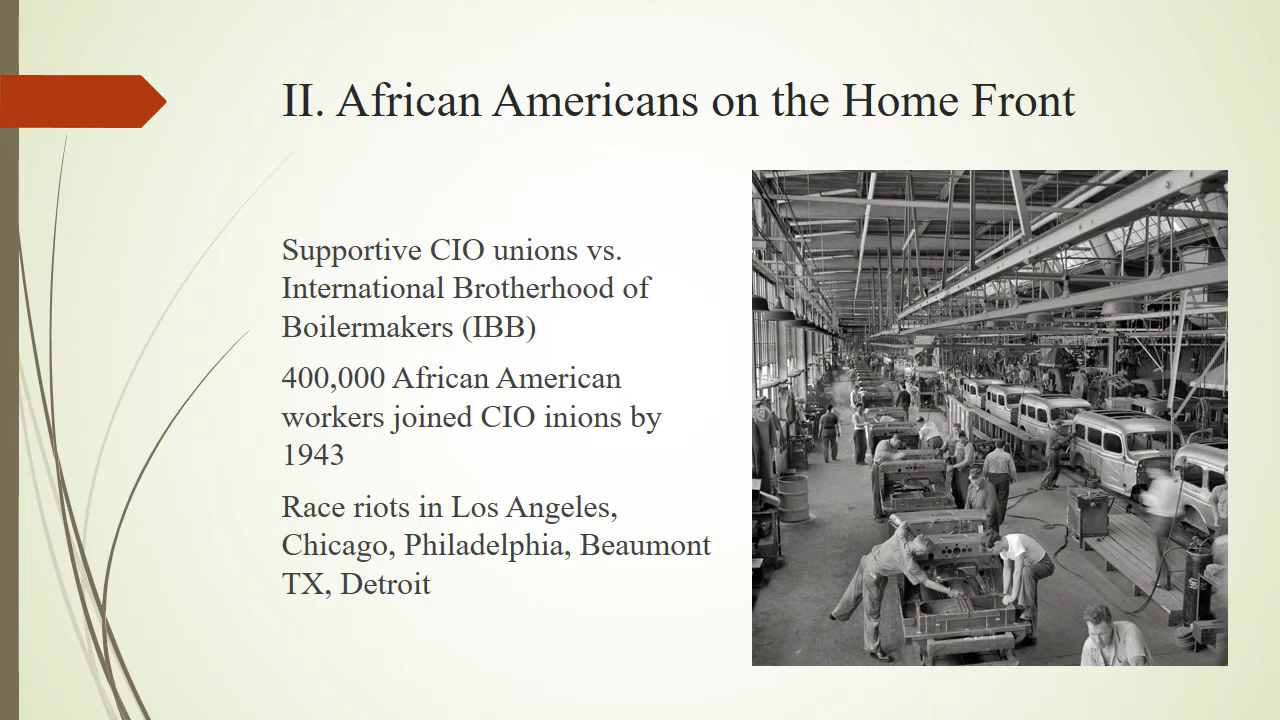 II. African Americans on the Home Front
Supportive CIO unions vs.
International Brotherhood of
Boilermakers (IBB)
400,000 African American
workers joined CIO inions by
1943
Race riots in Los Angeles,
Chicago, Philadelphia, Beaumont
TX, Detroit